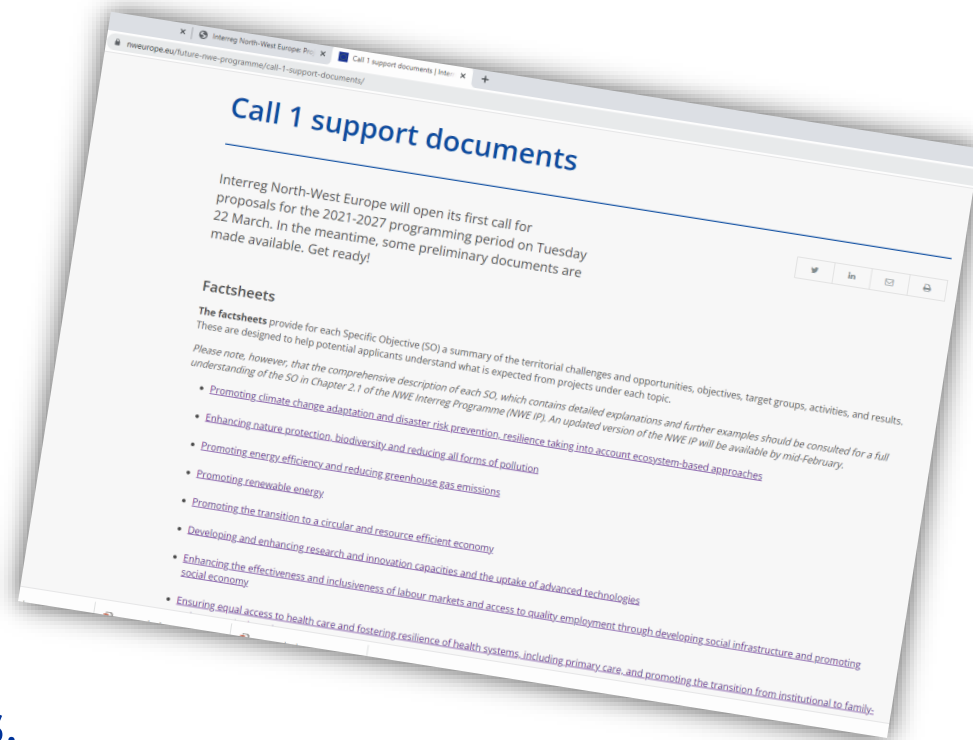 Interreg North-West Europe: Pro
Call 1 support documents | Inter
nweurope.eu/future-nwe-programme/call-1-support-documents/
Call 1 support documents
Interreg North-West Europe will open its first call for
proposals for the 2021-2027 programming period on Tuesday
22 March. In the meantime, some preliminary documents are
made available. Get ready!
Factsheets
The factsheets provide for each Specific Objective (SO) a summary of the territorial challenges and opportunities, objectives, target groups, activities, and results.
These are designed to help potential applicants understand what is expected from projects under each topic.
Please note, however, that the comprehensive description of each SO, which contains detailed explanations and further examples should be consulted for a full
understanding of the SO in Chapter 2.1 of the NWE Interreg Programme (NWE IP). An updated version of the NWE IP will be available by mid-February.
• Promoting climate change adaptation and disaster risk prevention, resilience taking into account ecosystem-based approaches
• Enhancing nature protection, biodiversity and reducing all forms of pollution
• Promoting energy efficiency and reducing greenhouse gas emissions
• Promoting renewable energy
• Promoting the transition to a circular and resource efficient economy
• Developing and enhancing research and innovation capacities and the uptake of advanced technologies
• Enhancing the effectiveness and inclusiveness of labour markets and access to quality employment through developing social infrastructure and promoting
social economy
• Ensuring equal access to health care and fostering resilience of health systems, including primary care, and promoting the transition from institutional to family-